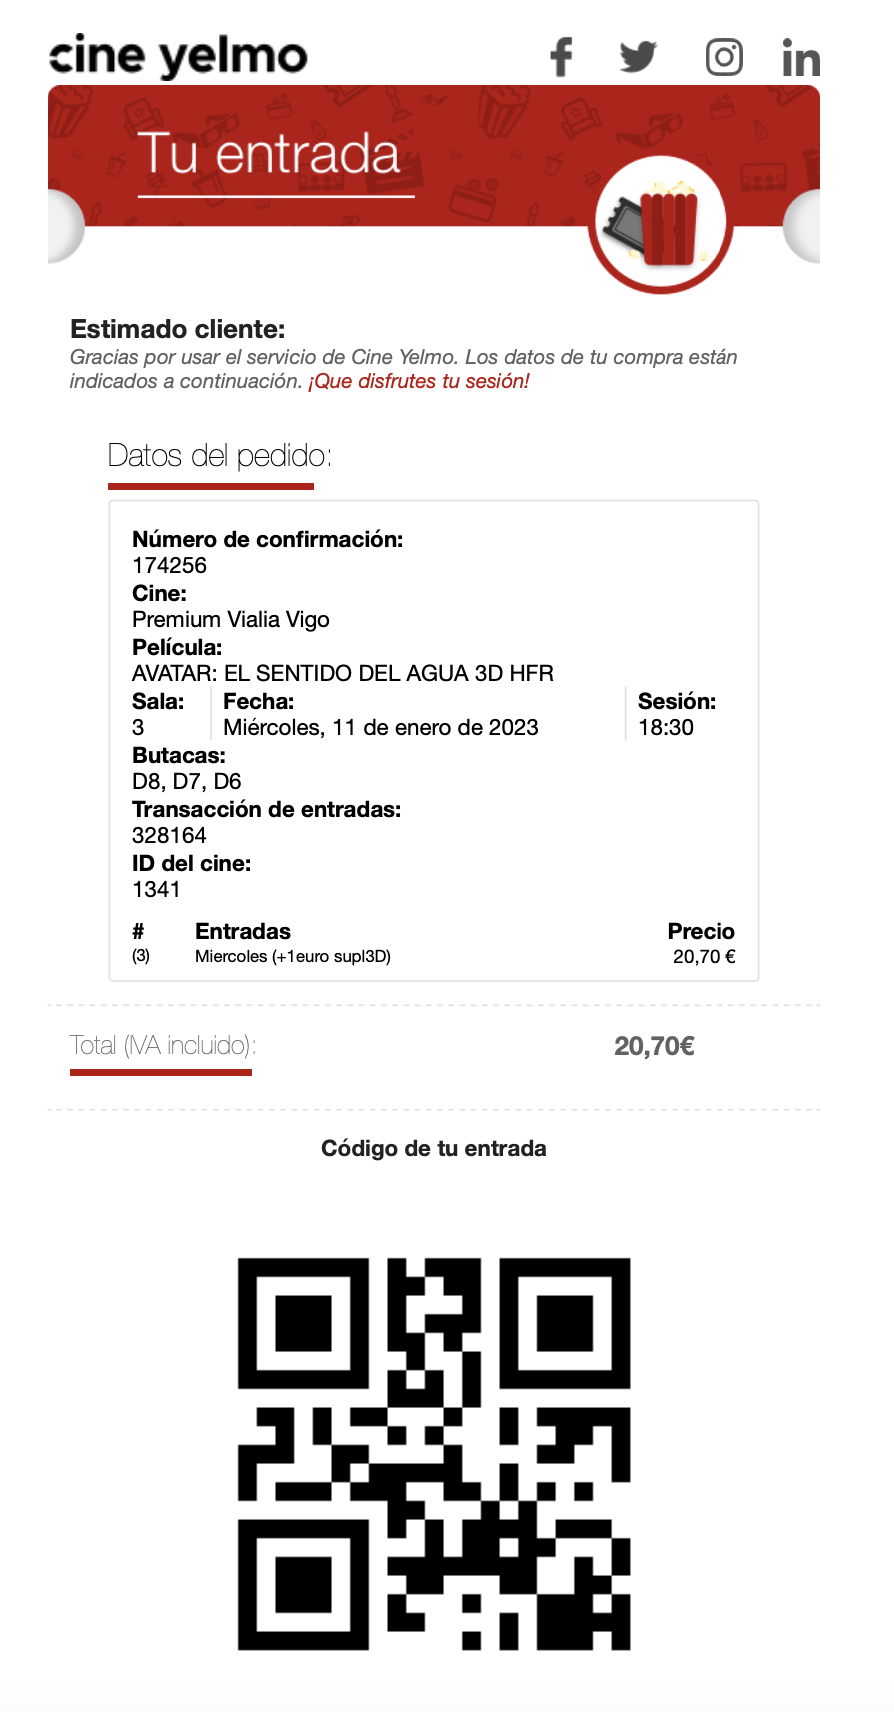 cine yelmo
Tu entrada
Estimado cliente:
Gracias por usar el servicio de Cine Yelmo. Los datos de tu compra están
indicados a continuación. ¡Que disfrutes tu sesión!
Datos del pedido:
Número de confirmación:
174256
Cine:
Premium Vialia Vigo
Película:
AVATAR: EL SENTIDO DEL AGUA 3D HFR
Sala: Fecha: Sesión:
3 Miércoles, 11 de enero de 2023 18:30
Butacas:
D8, D7, D6
Transacción de entradas:
328164
ID del cine:
1341
# Entradas Precio
(3) Miercoles (+1euro supl3D) 20,70 €
Total (IVA incluido): 20,70€
Código de tu entrada